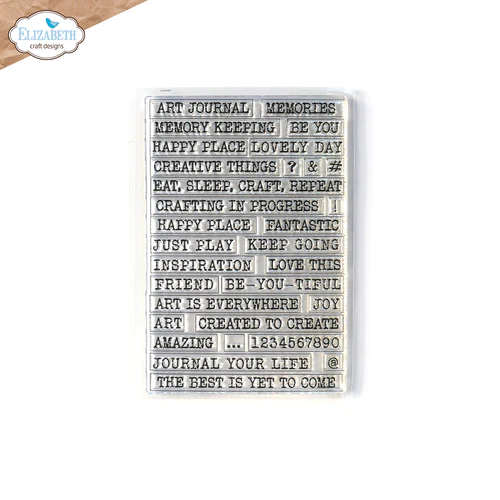 ELIZABETH
craft designs
ART JOURNAL MEMORIES
MEMORY KEEPING BE YOU
HAPPY PLACE LOVELY DAY
CREATIVE THINGS ? & #
EAT, SLEEP, CRAFT, REPEAT
CRAFTING IN PROGRESS !
HAPPY PLACE FANTASTIC
JUST PLAY KEEP GOING
INSPIRATION LOVE THIS
FRIEND BE-YOU-TIFUL
ART IS EVERYWHERE JOY
ART CREATED TO CREATE
AMAZING ... 1234567890
JOURNAL YOUR LIFE @
THE BEST IS YET TO COME